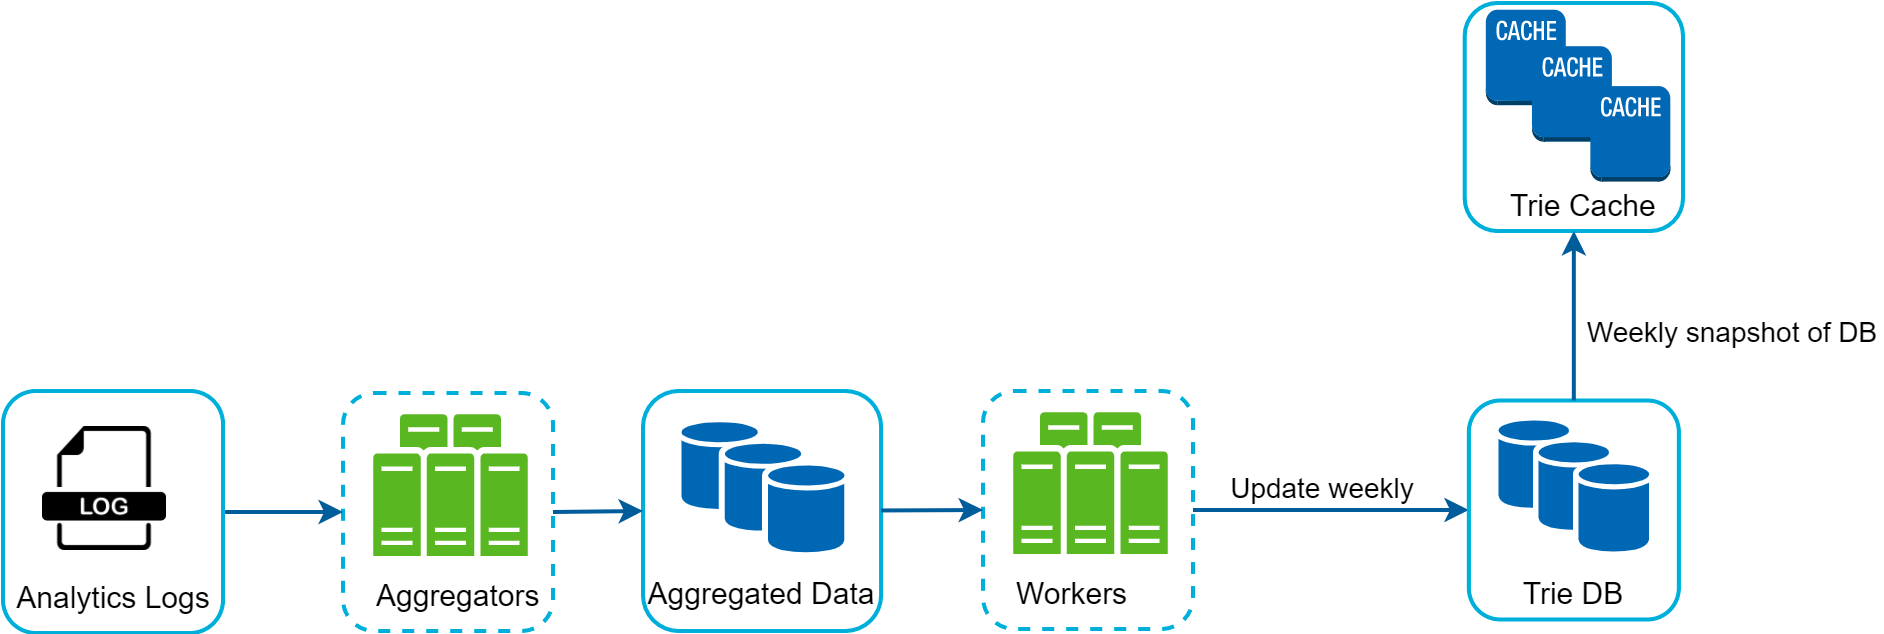 CACHE
CACHE
CACHE
Trie Cache
Weekly snapshot of DB
Update weekly
LOG
Analytics Logs
Aggregators
Aggregated Data
Workers
Trie DB